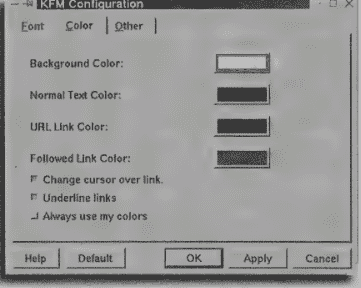 KFM Configuration
Font Color Other
Background Color:
Normal Text Color:
URL Link Color:
Followed Link Color:
Change cursor over link.
Underline links
Always use my colors
Help Default OK Apply Cancel